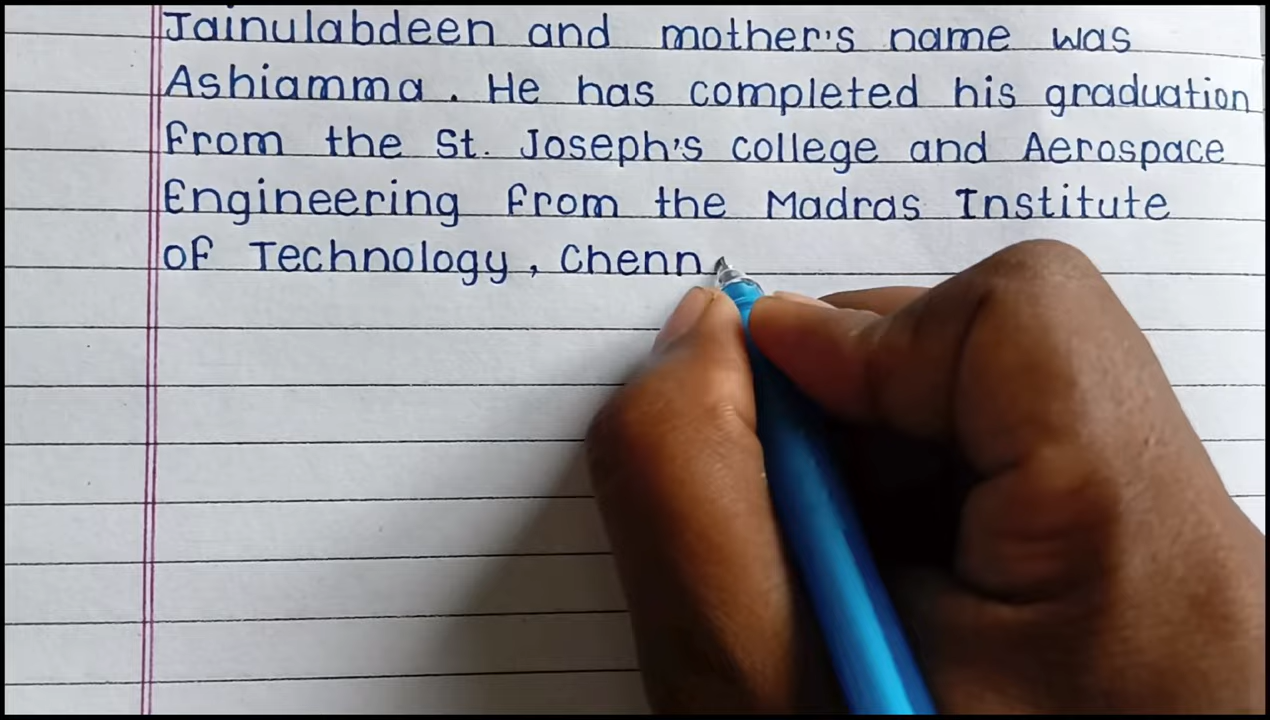 Jainulabdeen and mother's name was
Ashiamma. He has completed his graduation
from the St. Joseph's college and Aerospace
Engineering from the Madras Institute
of Technology, Chenn